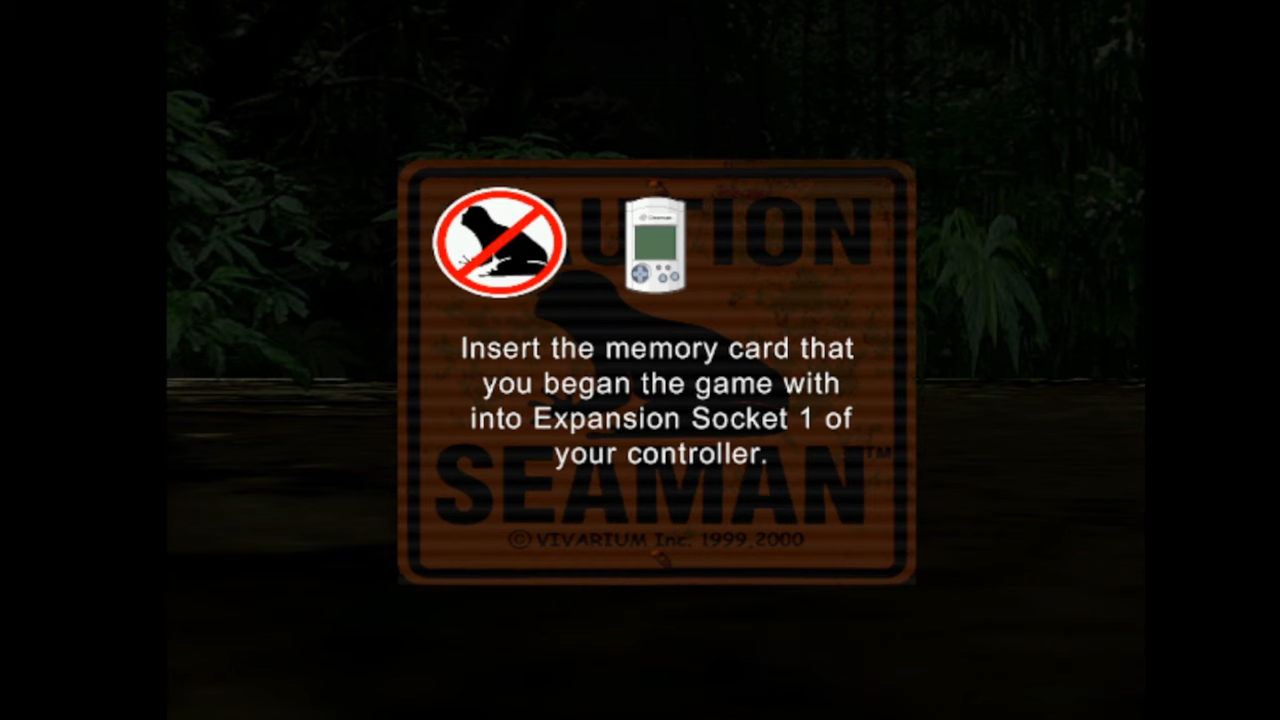 CAUTION
Insert the memory card that
you began the game with
into Expansion Socket 1 of
your controller.
SEAMAN™
© VIVARIUM Inc. 1999,2000